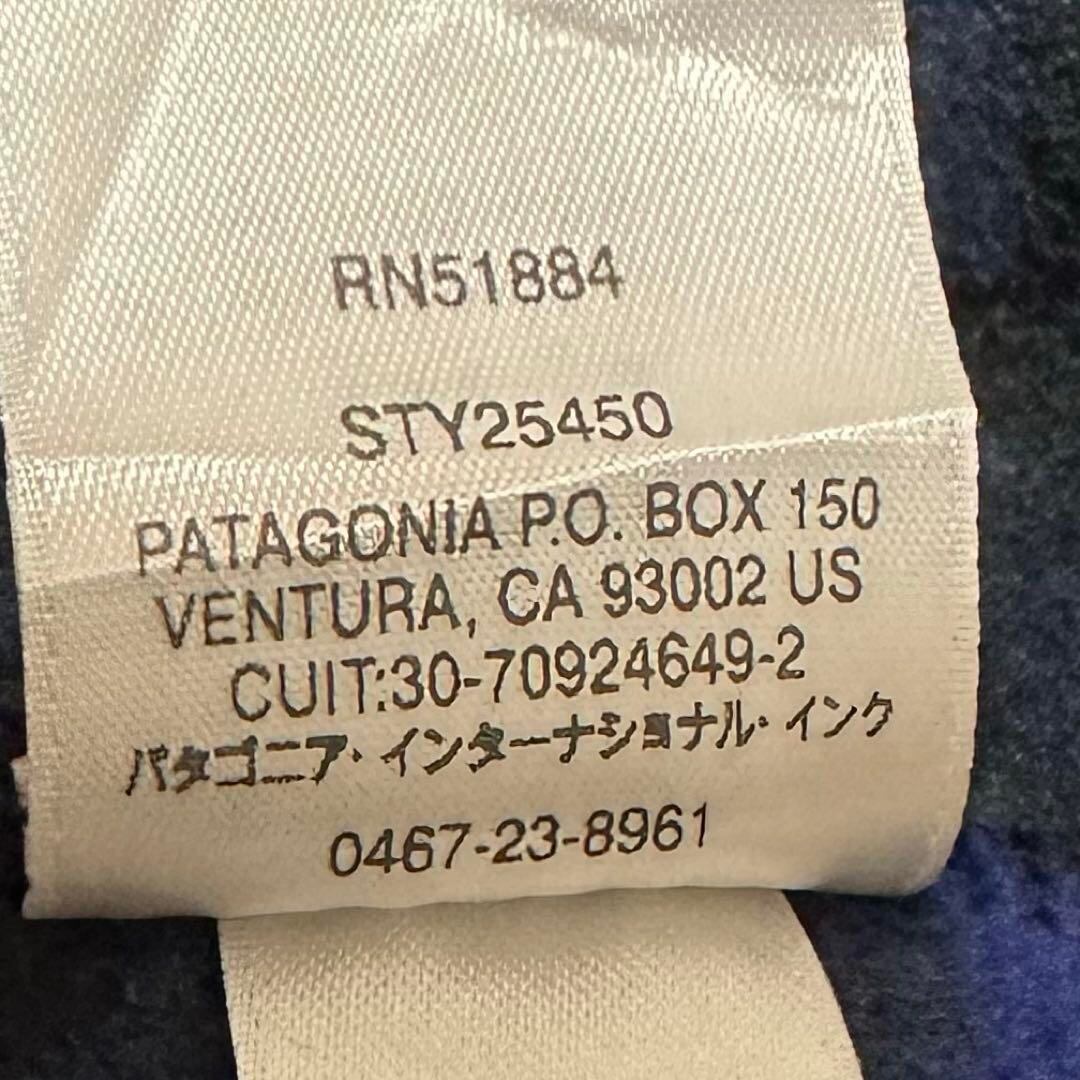 RN51884
STY25450
PATAGONIA P.O. BOX 150
VENTURA, CA 93002 US
CUIT:30-70924649-2
パタゴニア・インターナショナル・インク
0467-23-8961